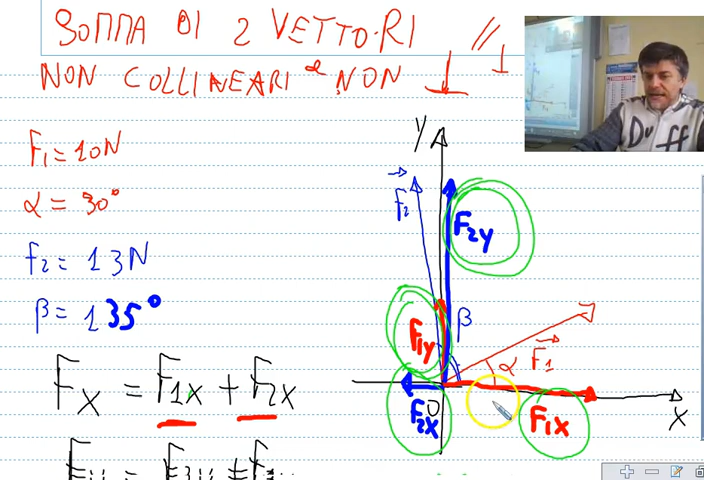 SOMMA DI 2 VETTORI // ⊥
NON COLLINEARI e NON ⊥
F1 = 10N
α = 30°
F2 = 13N
β = 135°
Fx = F1x + F2x
Y
F2
F2y
β
F1y
α F1
F2x
O
F1x
X
Duff